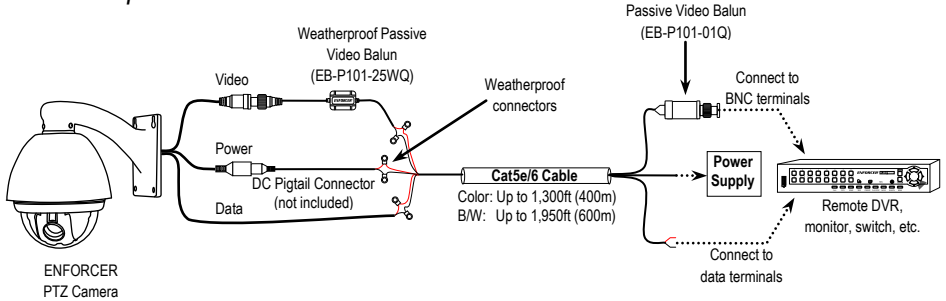 Passive Video Balun
(EB-P101-01Q)
Weatherproof Passive
Video Balun
(EB-P101-25WQ)
Video
ENFORCER
Weatherproof
connectors
Connect to
BNC terminals
Power
DC Pigtail Connector
(not included)
Data
Cat5e/6 Cable
Color: Up to 1,300ft (400m)
B/W: Up to 1,950ft (600m)
Power
Supply
ENFORCER
Remote DVR,
monitor, switch, etc.
Connect to
data terminals
ENFORCER
PTZ Camera